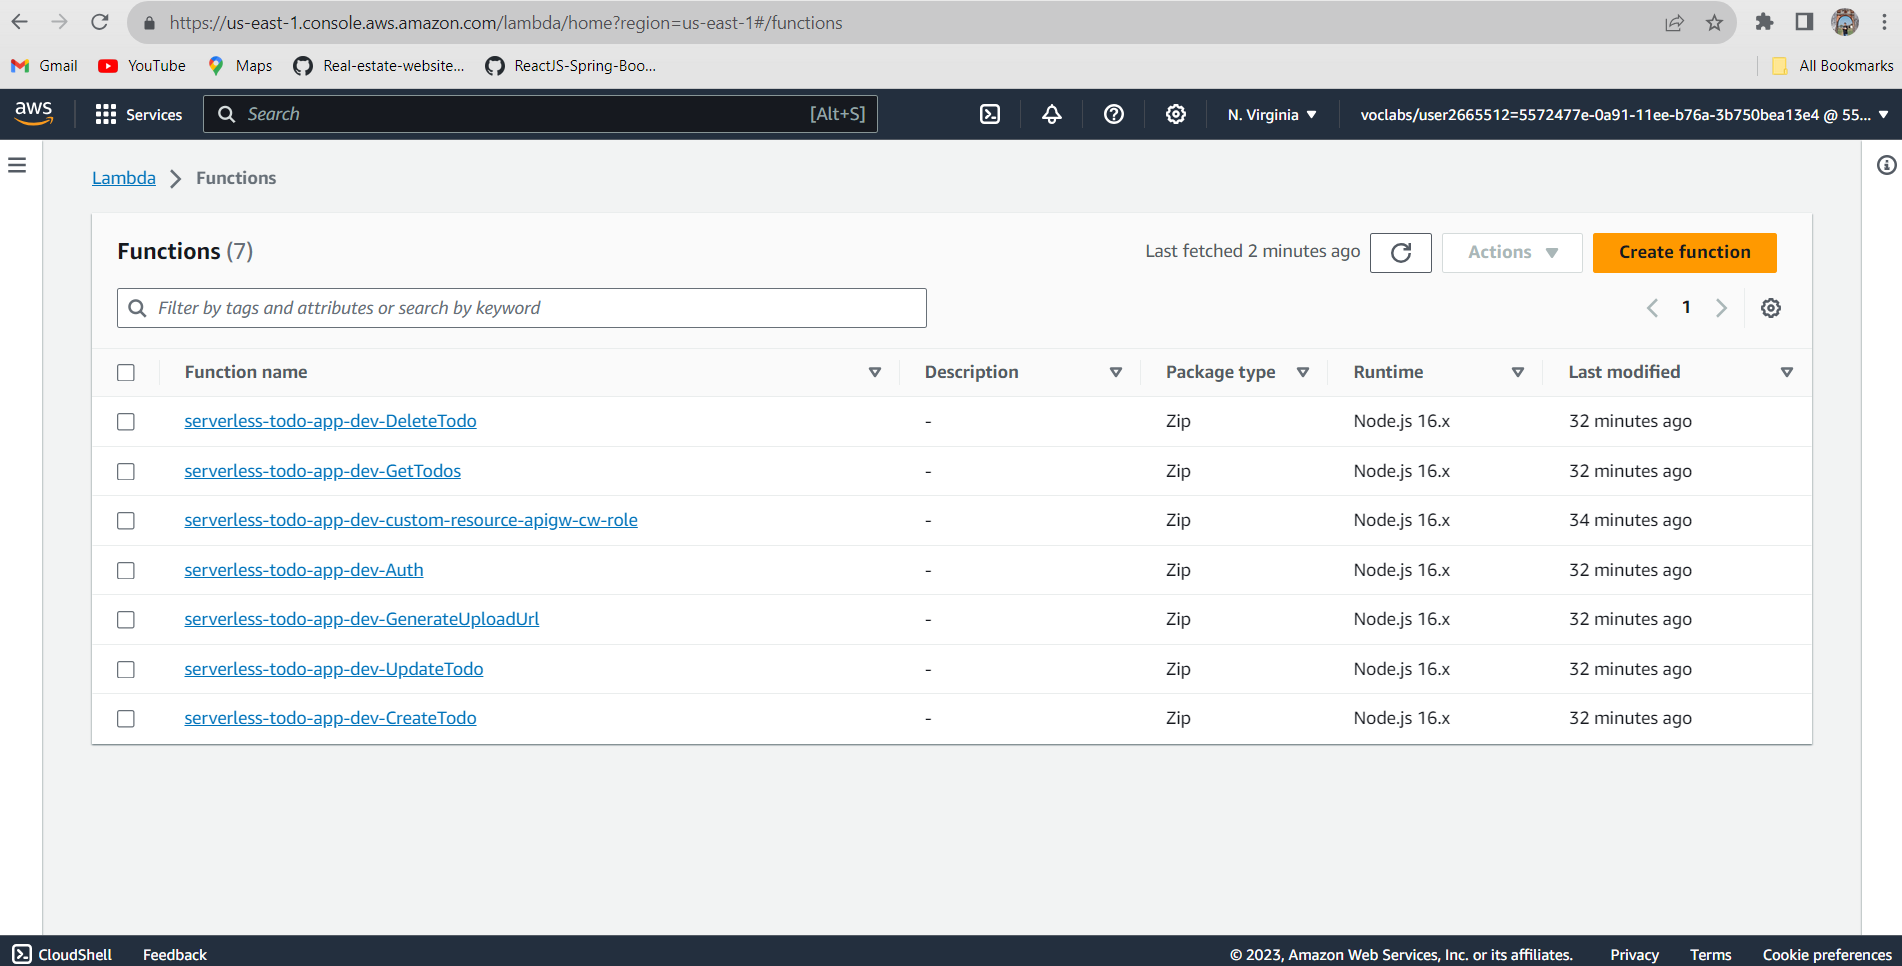 https://us-east-1.console.aws.amazon.com/lambda/home?region=us-east-1#/functions
Gmail YouTube Maps Real-estate-website... ReactJS-Spring-Boo... All Bookmarks
aws Services Search [Alt+S] N. Virginia voclabs/user2665512=5572477e-0a91-11ee-b76a-3b750bea13e4 @ 55...
Lambda Functions
Functions (7) Last fetched 2 minutes ago Actions Create function
Filter by tags and attributes or search by keyword 1
Function name Description Package type Runtime Last modified
serverless-todo-app-dev-DeleteTodo - Zip Node.js 16.x 32 minutes ago
serverless-todo-app-dev-GetTodos - Zip Node.js 16.x 32 minutes ago
serverless-todo-app-dev-custom-resource-apigw-cw-role - Zip Node.js 16.x 34 minutes ago
serverless-todo-app-dev-Auth - Zip Node.js 16.x 32 minutes ago
serverless-todo-app-dev-GenerateUploadUrl - Zip Node.js 16.x 32 minutes ago
serverless-todo-app-dev-UpdateTodo - Zip Node.js 16.x 32 minutes ago
serverless-todo-app-dev-CreateTodo - Zip Node.js 16.x 32 minutes ago
CloudShell Feedback © 2023, Amazon Web Services, Inc. or its affiliates. Privacy Terms Cookie preferences